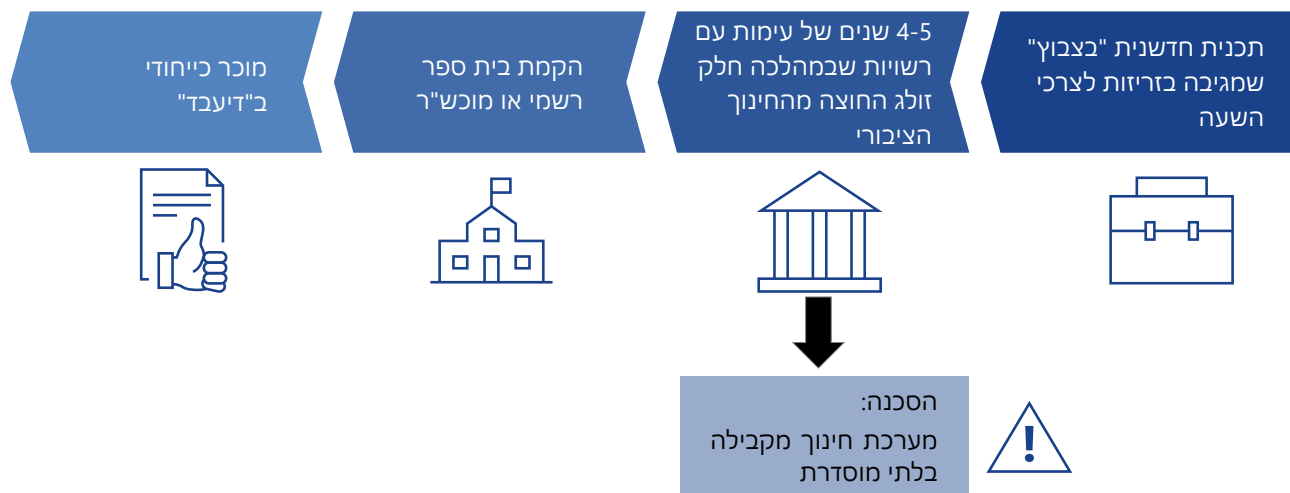 תכנית חדשנית "בצבוץ"
שמגיבה בזריזות לצרכי
השעה
4-5 שנים של עימות עם
רשויות שבמהלכה חלק
זולג החוצה מהחינוך
הציבורי
הקמת בית ספר
רשמי או מוכש"ר
מוכר כייחודי
ב"דיעבד"
הסכנה:
מערכת חינוך מקבילה
בלתי מוסדרת
!